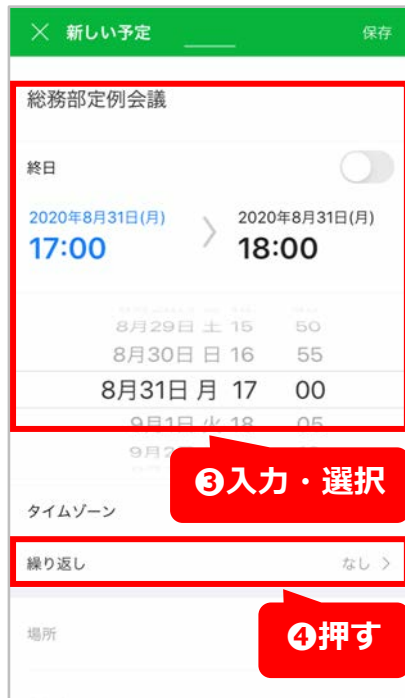 × 新しい予定 保存
総務部定例会議
終日
2020年8月31日(月) > 2020年8月31日(月)
17:00 18:00
8月29日 土 15 50
8月30日 日 16 55
8月31日 月 17 00
9月1日 火 18 05
9月2
❸入力・選択
タイムゾーン
繰り返し なし >
場所
❹押す